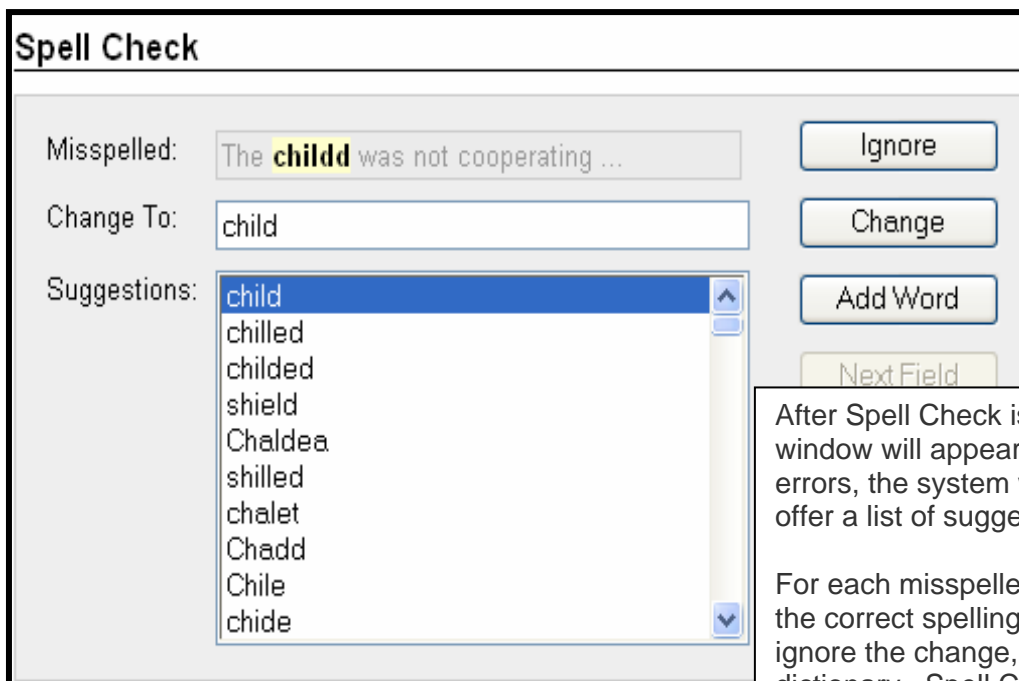 Spell Check
Misspelled: The childd was not cooperating ... Ignore
Change To: child Change
Suggestions: child Add Word
chilled
childed
shield Next Field
Chaldea
shilled
chalet
Chadd
Chile
chide
After Spell Check
window will appear
errors, the system
offer a list of
For each
the correct spelling
ignore the change,
dictionary. Spell